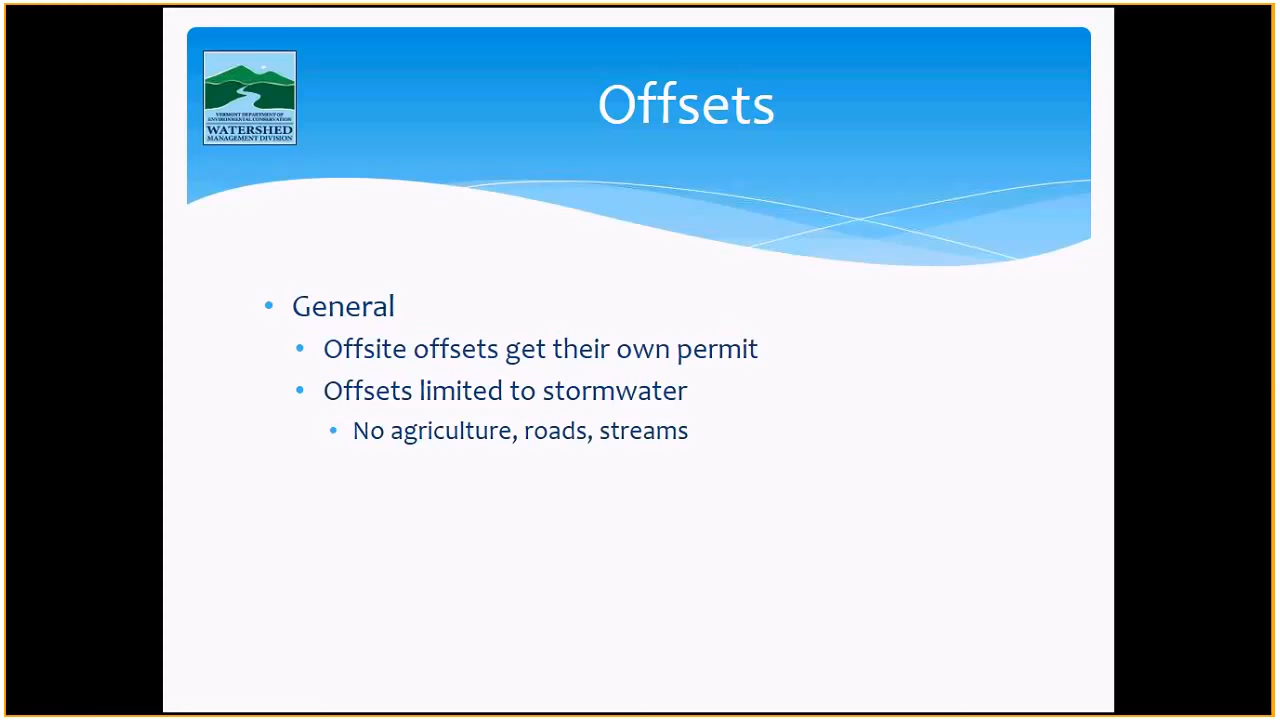 Offsets
VERMONT DEPARTMENT OF
ENVIRONMENTAL CONSERVATION
WATERSHED
MANAGEMENT DIVISION
• General
• Offsite offsets get their own permit
• Offsets limited to stormwater
• No agriculture, roads, streams